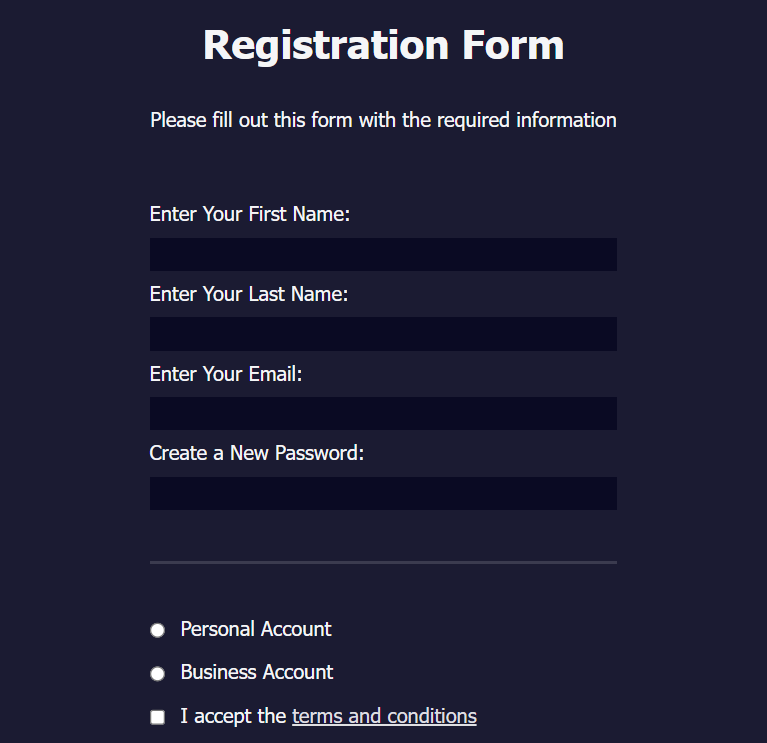 Registration Form
Please fill out this form with the required information
Enter Your First Name:
Enter Your Last Name:
Enter Your Email:
Create a New Password:
Personal Account
Business Account
I accept the terms and conditions